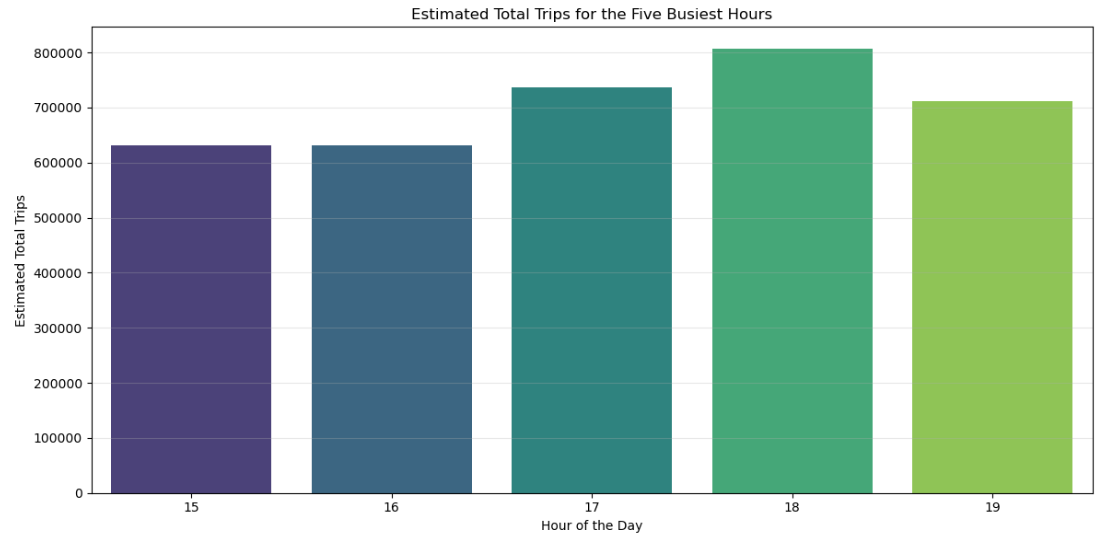 Estimated Total Trips for the Five Busiest Hours
800000
700000
600000
500000
400000
300000
200000
100000
0
Estimated Total Trips
15 16 17 18 19
Hour of the Day